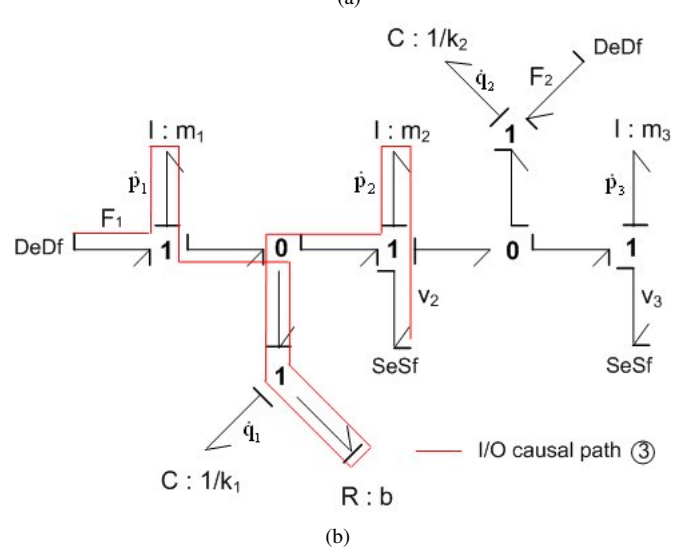 (a)
C : 1/k₂
DeDf
q̇₂
F₂
1
I : m₁
I : m₂
I : m₃
ṗ₁
ṗ₂
ṗ₃
F₁
DeDf
1
0
1
0
1
v₂
v₃
SeSf
SeSf
1
q̇₁
C : 1/k₁
R : b
I/O causal path ③
(b)